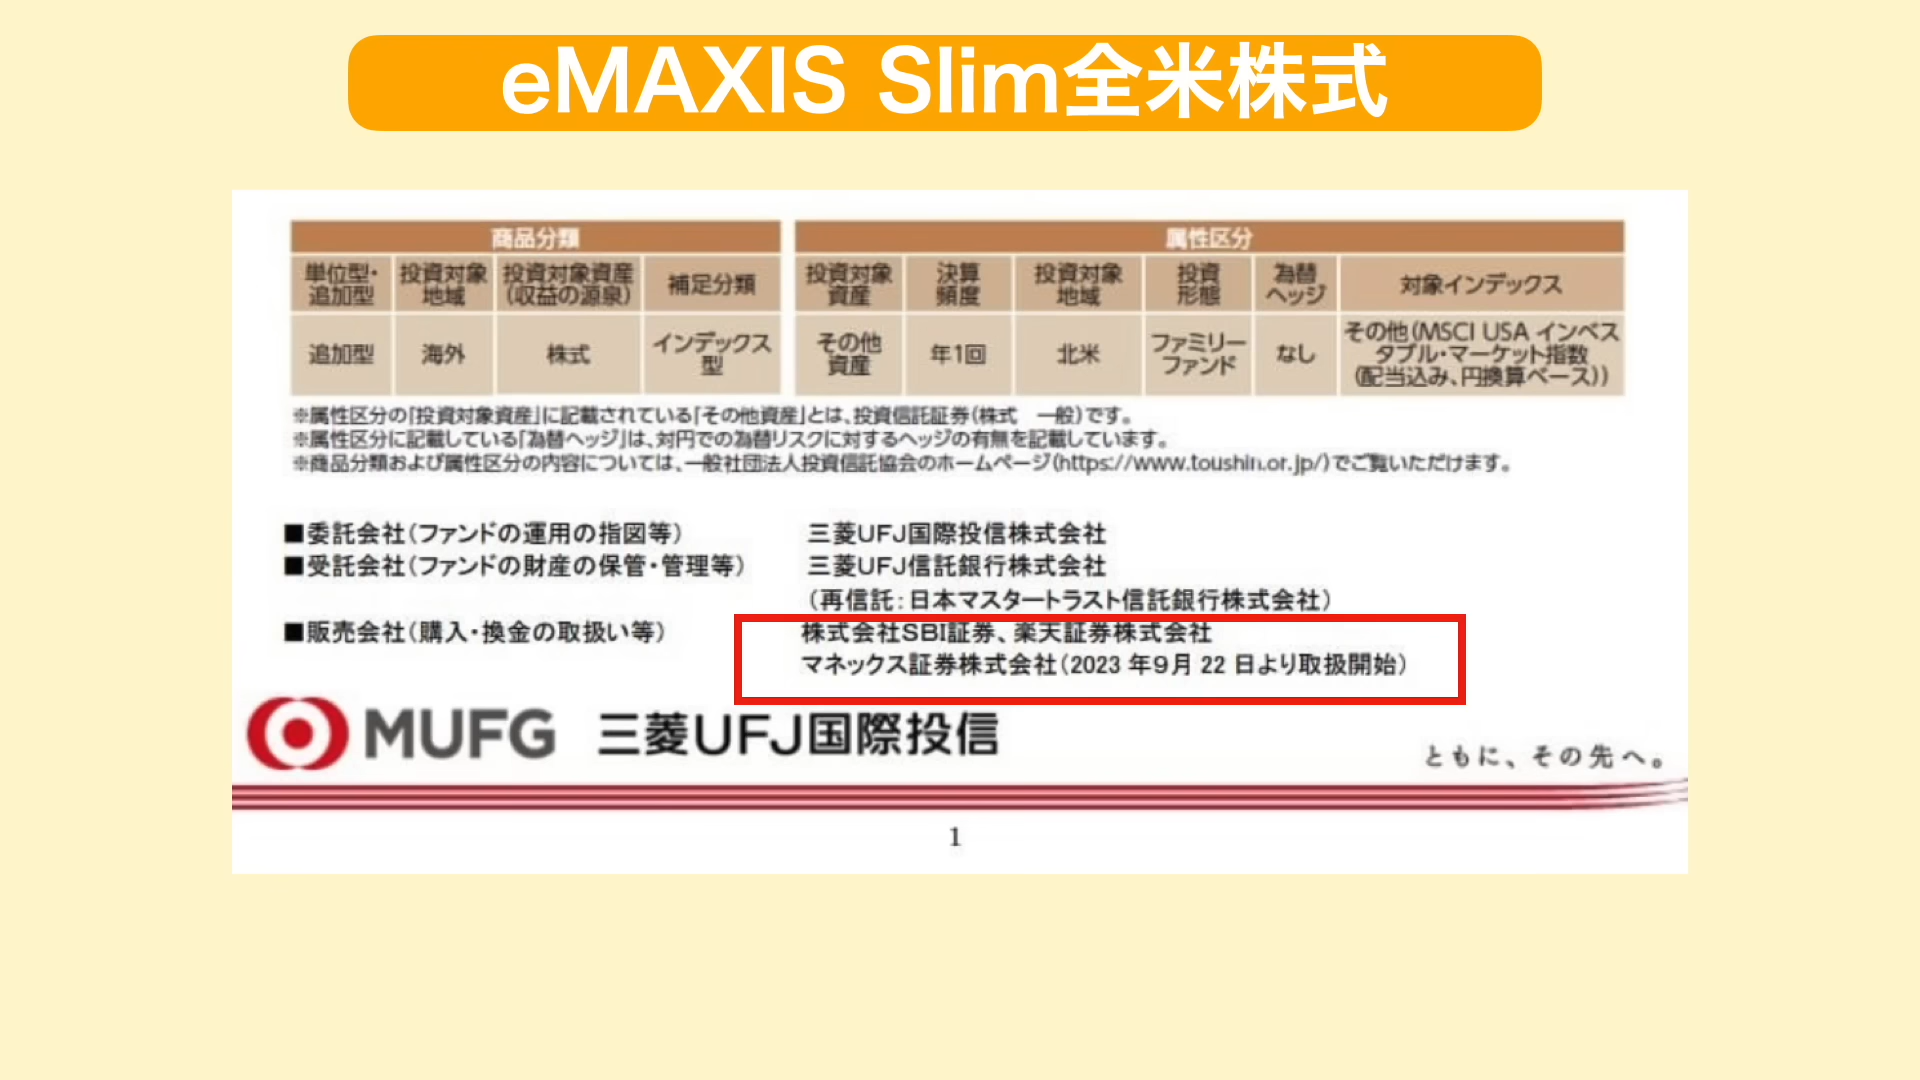 eMAXIS Slim全米株式
商品分類
属性区分
単位型・
追加型
投資対象
地域
投資対象資産
(収益の源泉)
補足分類
投資対象
資産
決算
頻度
投資対象
地域
投資
形態
為替
ヘッジ
対象インデックス
追加型
海外
株式
インデックス
型
その他
資産
年1回
北米
ファミリー
ファンド
なし
その他(MSCI USA インベス
タブル・マーケット指数
(配当込み、円換算ベース))
※属性区分の「投資対象資産」に記載されている「その他資産」とは、投資信託証券(株式 一般)です。
※属性区分に記載している「為替ヘッジ」は、対円での為替リスクに対するヘッジの有無を記載しています。
※商品分類および属性区分の内容については、一般社団法人投資信託協会のホームページ(https://www.toushin.or.jp/)でご覧いただけます。
■委託会社(ファンドの運用の指図等) 三菱UFJ国際投信株式会社
■受託会社(ファンドの財産の保管・管理等) 三菱UFJ信託銀行株式会社
(再信託:日本マスタートラスト信託銀行株式会社)
■販売会社(購入・換金の取扱い等) 株式会社SBI証券、楽天証券株式会社
マネックス証券株式会社(2023 年9月 22 日より取扱開始)
MUFG 三菱UFJ国際投信
ともに、その先へ。
1